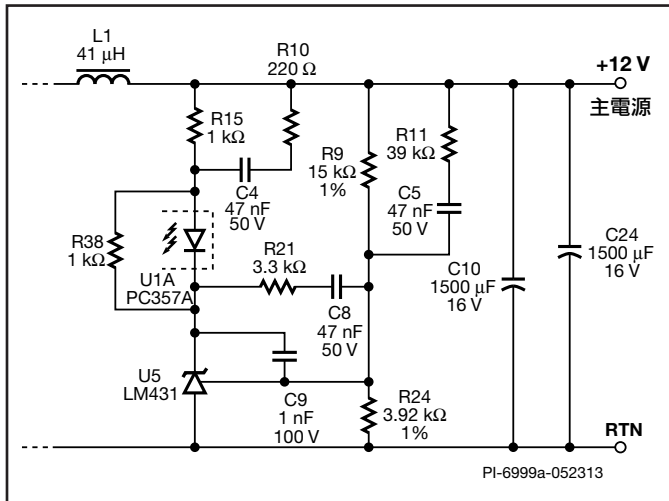 L1
41 μH
R10
220 Ω
+12 V
主電源
R15
1 kΩ
R11
39 kΩ
R9
15 kΩ
1%
C4
47 nF
50 V
C5
47 nF
50 V
R38
1 kΩ
R21
3.3 kΩ
C24
1500 μF
16 V
U1A
PC357A
C10
1500 μF
16 V
C8
47 nF
50 V
U5
LM431
C9
1 nF
100 V
R24
3.92 kΩ
1%
RTN
PI-6999a-052313